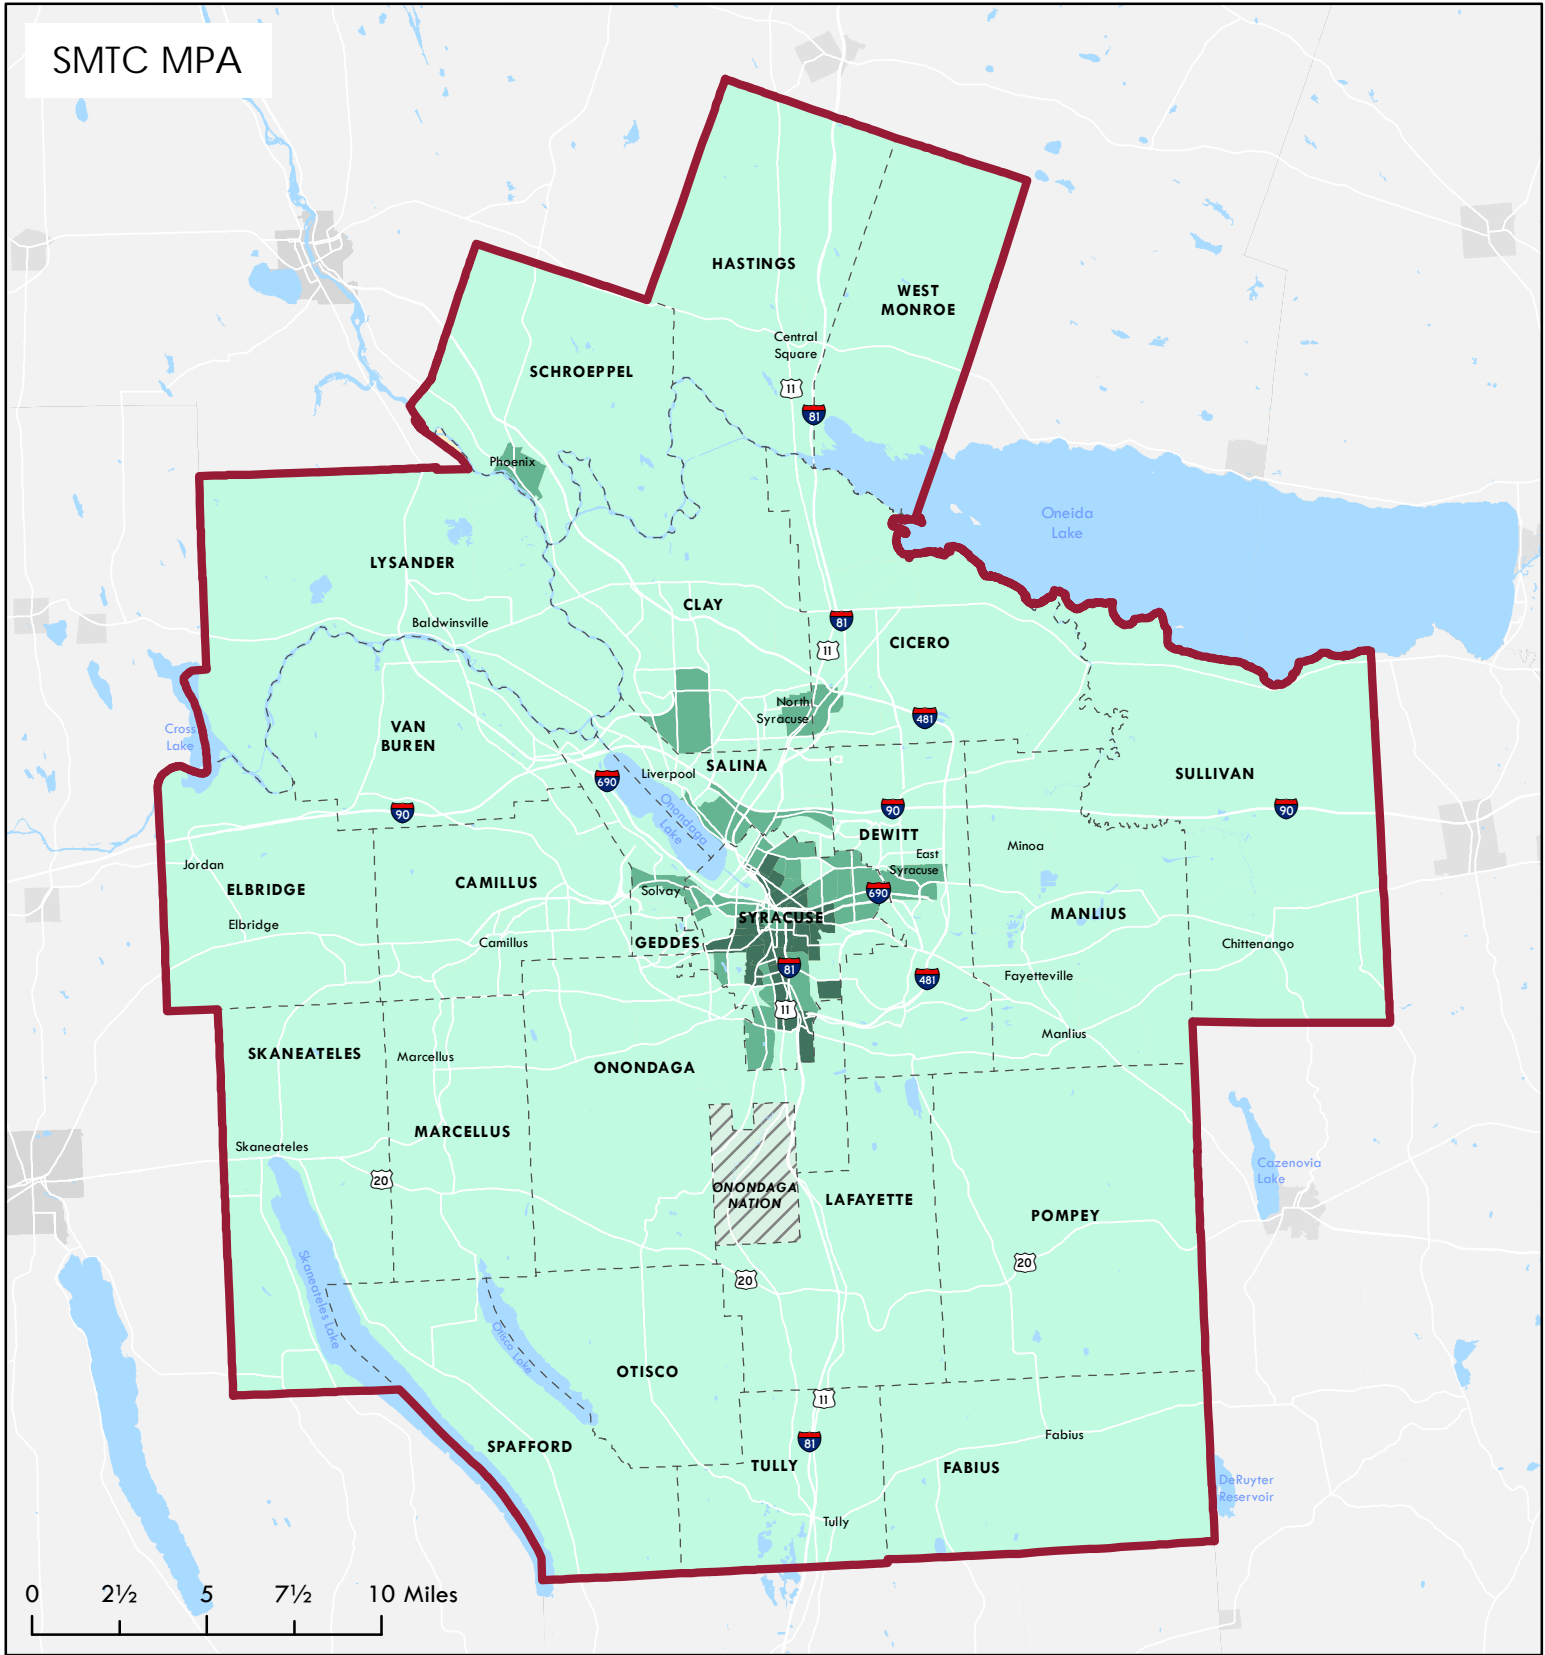 SMTC MPA
HASTINGS
WEST
MONROE
Central
Square
11
81
SCHROEPPEL
Phoenix
Oneida
Lake
LYSANDER
CLAY
Baldwinsville
81
11
CICERO
North
Syracuse
481
Cross
Lake
VAN
BUREN
SALINA
Liverpool
690
SULLIVAN
90
90
90
Onondaga
Lake
DEWITT
East
Syracuse
Minoa
Jordan
ELBRIDGE
CAMILLUS
Solvay
690
SYRACUSE
MANLIUS
Elbridge
Camillus
GEDDES
Chittenango
81
481
Fayetteville
11
Manlius
SKANEATELES
Marcellus
ONONDAGA
MARCELLUS
Skaneateles
20
ONONDAGA
NATION
LAFAYETTE
Cazenovia
Lake
POMPEY
20
20
Skaneateles Lake
Otisco Lake
OTISCO
11
81
SPAFFORD
TULLY
Fabius
FABIUS
DeRuyter
Reservoir
Tully
0 2½ 5 7½ 10 Miles